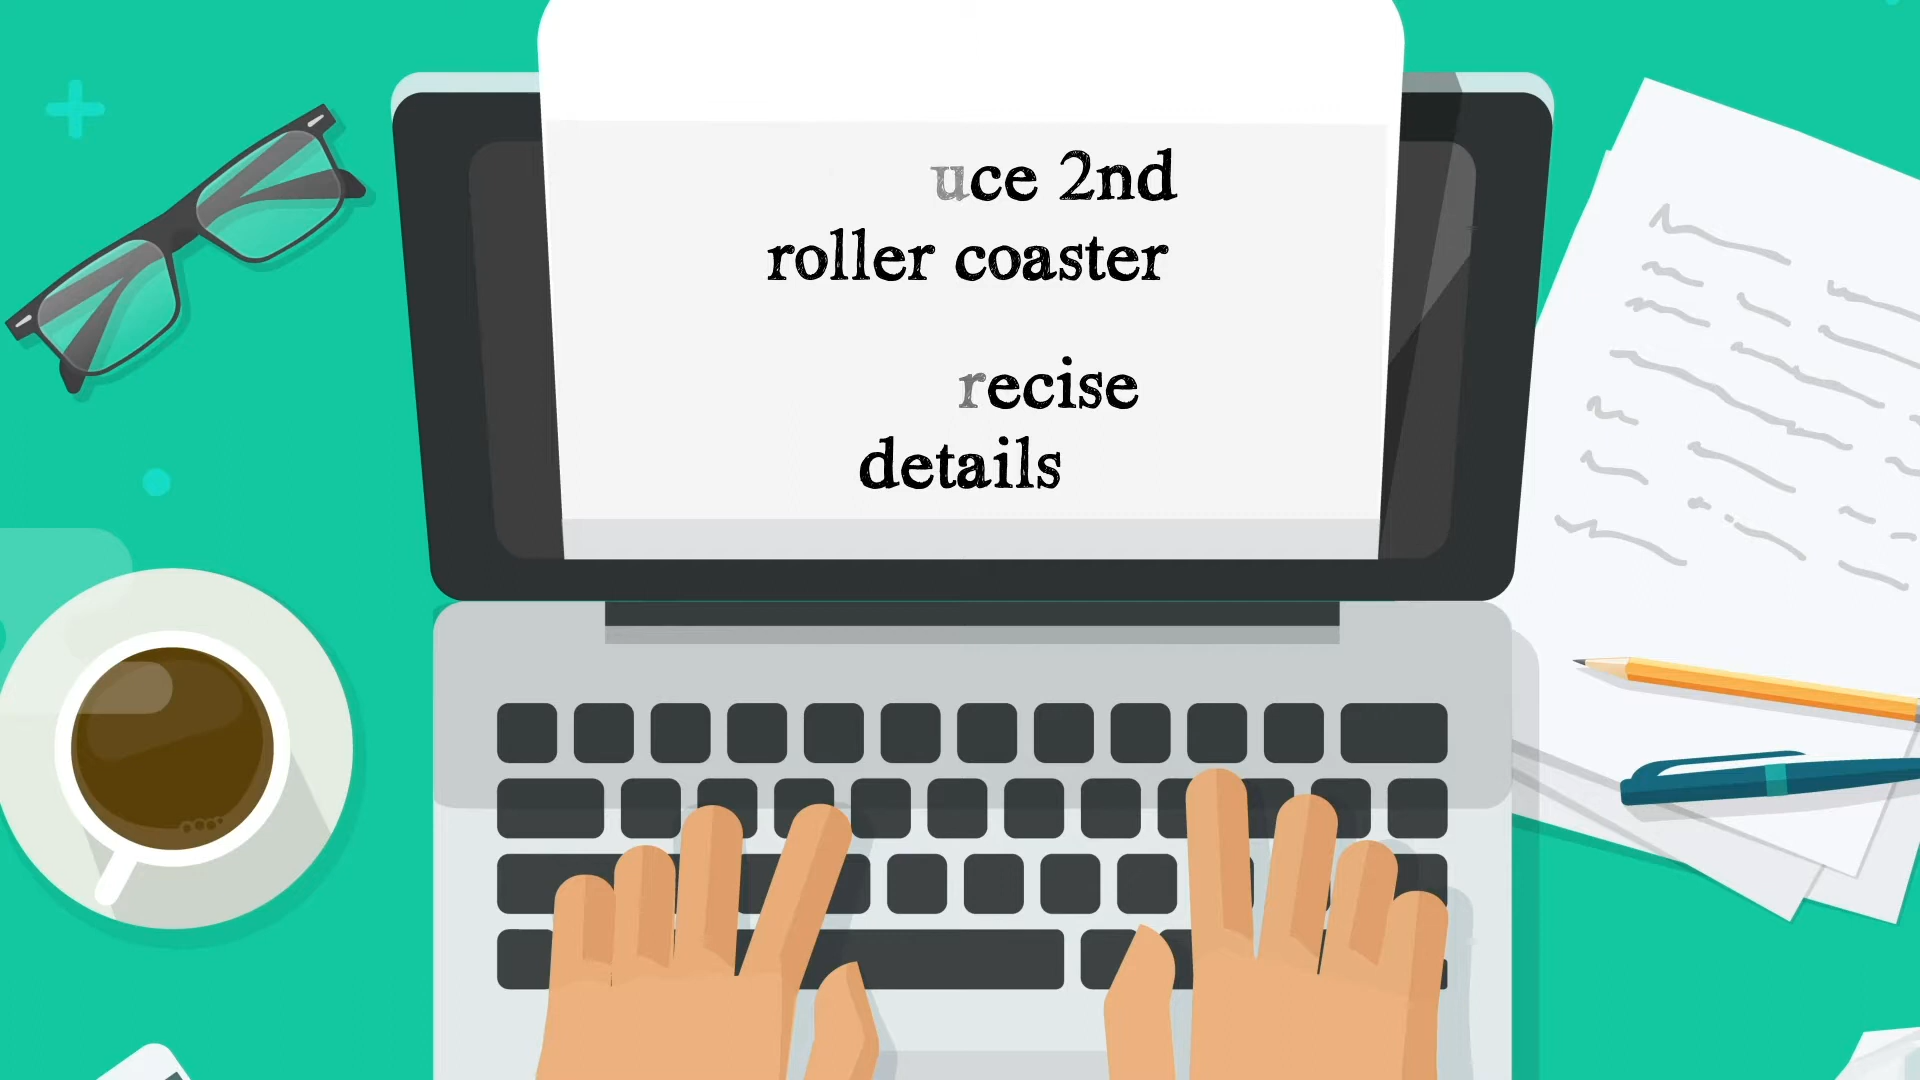 uce 2nd
roller coaster
recise
details